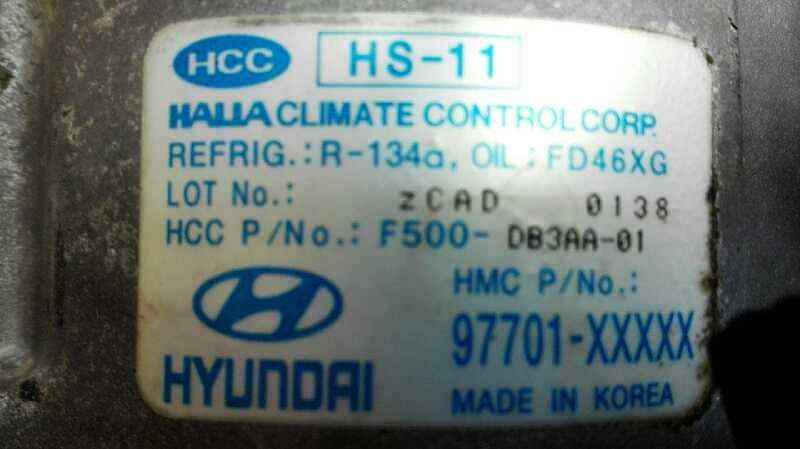 HCC HS-11
HALLA CLIMATE CONTROL CORP.
REFRIG.: R-134a, OIL: FD46XG
LOT No.: zCAD 0138
HCC P/No.: F500-DB3AA-01
HMC P/No.:
97701-XXXXX
HYUNDAI
MADE IN KOREA